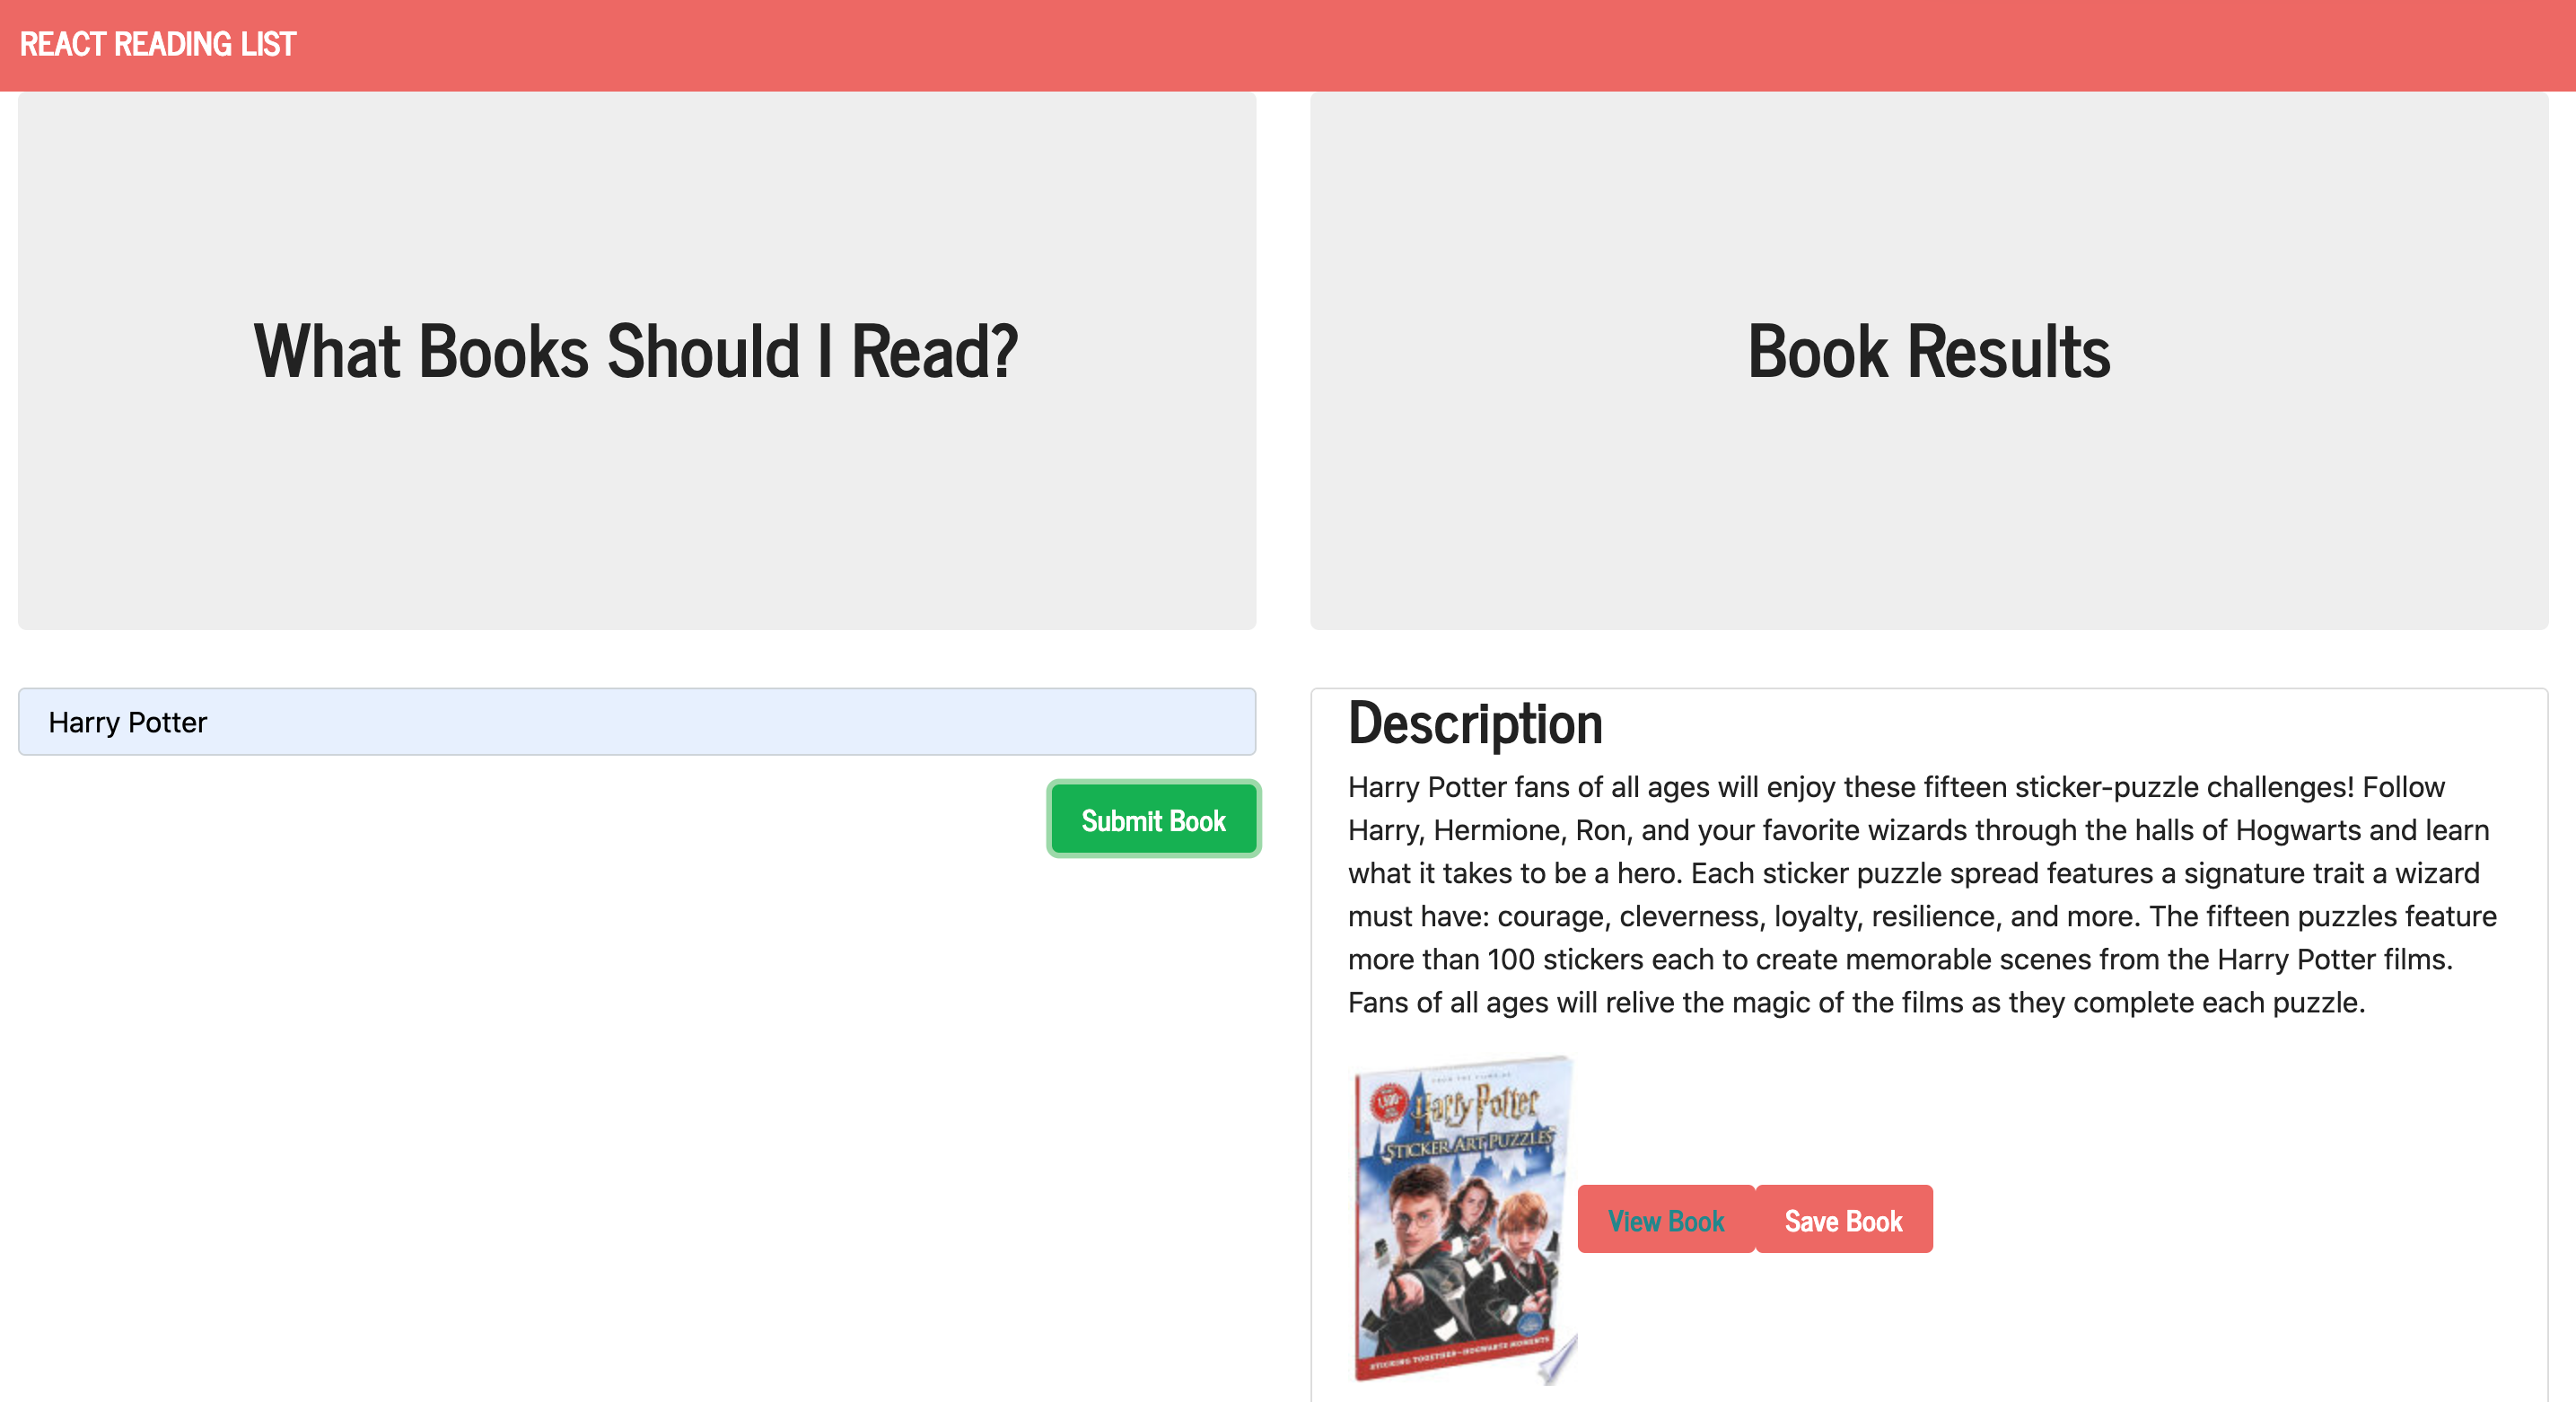 REACT READING LIST
What Books Should I Read?
Book Results
Harry Potter
Submit Book
Description
Harry Potter fans of all ages will enjoy these fifteen sticker-puzzle challenges! Follow
Harry, Hermione, Ron, and your favorite wizards through the halls of Hogwarts and learn
what it takes to be a hero. Each sticker puzzle spread features a signature trait a wizard
must have: courage, cleverness, loyalty, resilience, and more. The fifteen puzzles feature
more than 100 stickers each to create memorable scenes from the Harry Potter films.
Fans of all ages will relive the magic of the films as they complete each puzzle.
Harry Potter
STICKER ART PUZZLES
STICKING TOGETHER—HOGWARTS MOMENTS
View Book
Save Book